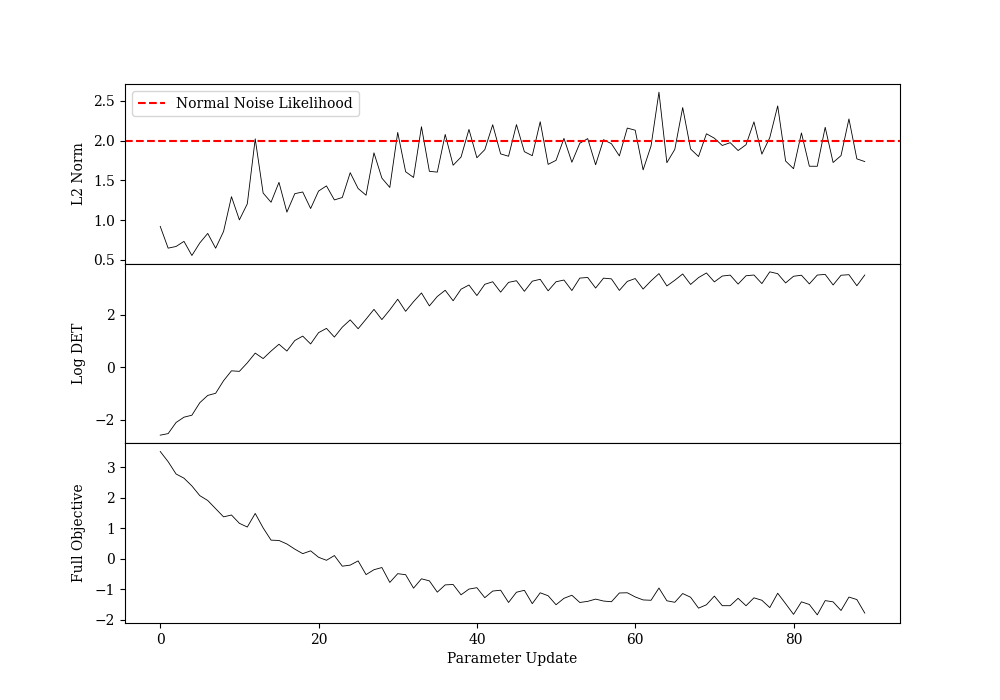 Normal Noise Likelihood
L2 Norm
2.5
2.0
1.5
1.0
0.5
Log DET
2
0
−2
Full Objective
3
2
1
0
−1
−2
0 20 40 60 80
Parameter Update